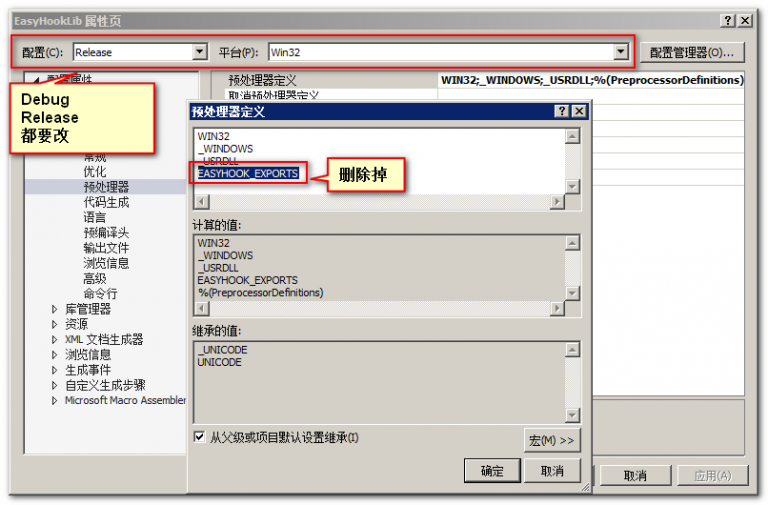 EasyHookLib 属性页
配置(C):
Release
平台(P):
Win32
配置管理器(O)...
配置属性
Debug
Release
都要改
常规
优化
预处理器
代码生成
语言
预编译头
输出文件
浏览信息
高级
命令行
库管理器
资源
XML 文档生成器
浏览信息
生成事件
自定义生成步骤
Microsoft Macro Assembler
预处理器定义
WIN32;_WINDOWS;_USRDLL;%(PreprocessorDefinitions)
取消预处理器定义
预处理器定义
WIN32
_WINDOWS
_USRDLL
EASYHOOK_EXPORTS
删除掉
计算的值:
WIN32
_WINDOWS
_USRDLL
EASYHOOK_EXPORTS
%(PreprocessorDefinitions)
继承的值:
_UNICODE
UNICODE
从父级或项目默认设置继承(I)
宏(M) >>
确定
取消
取消
应用(A)